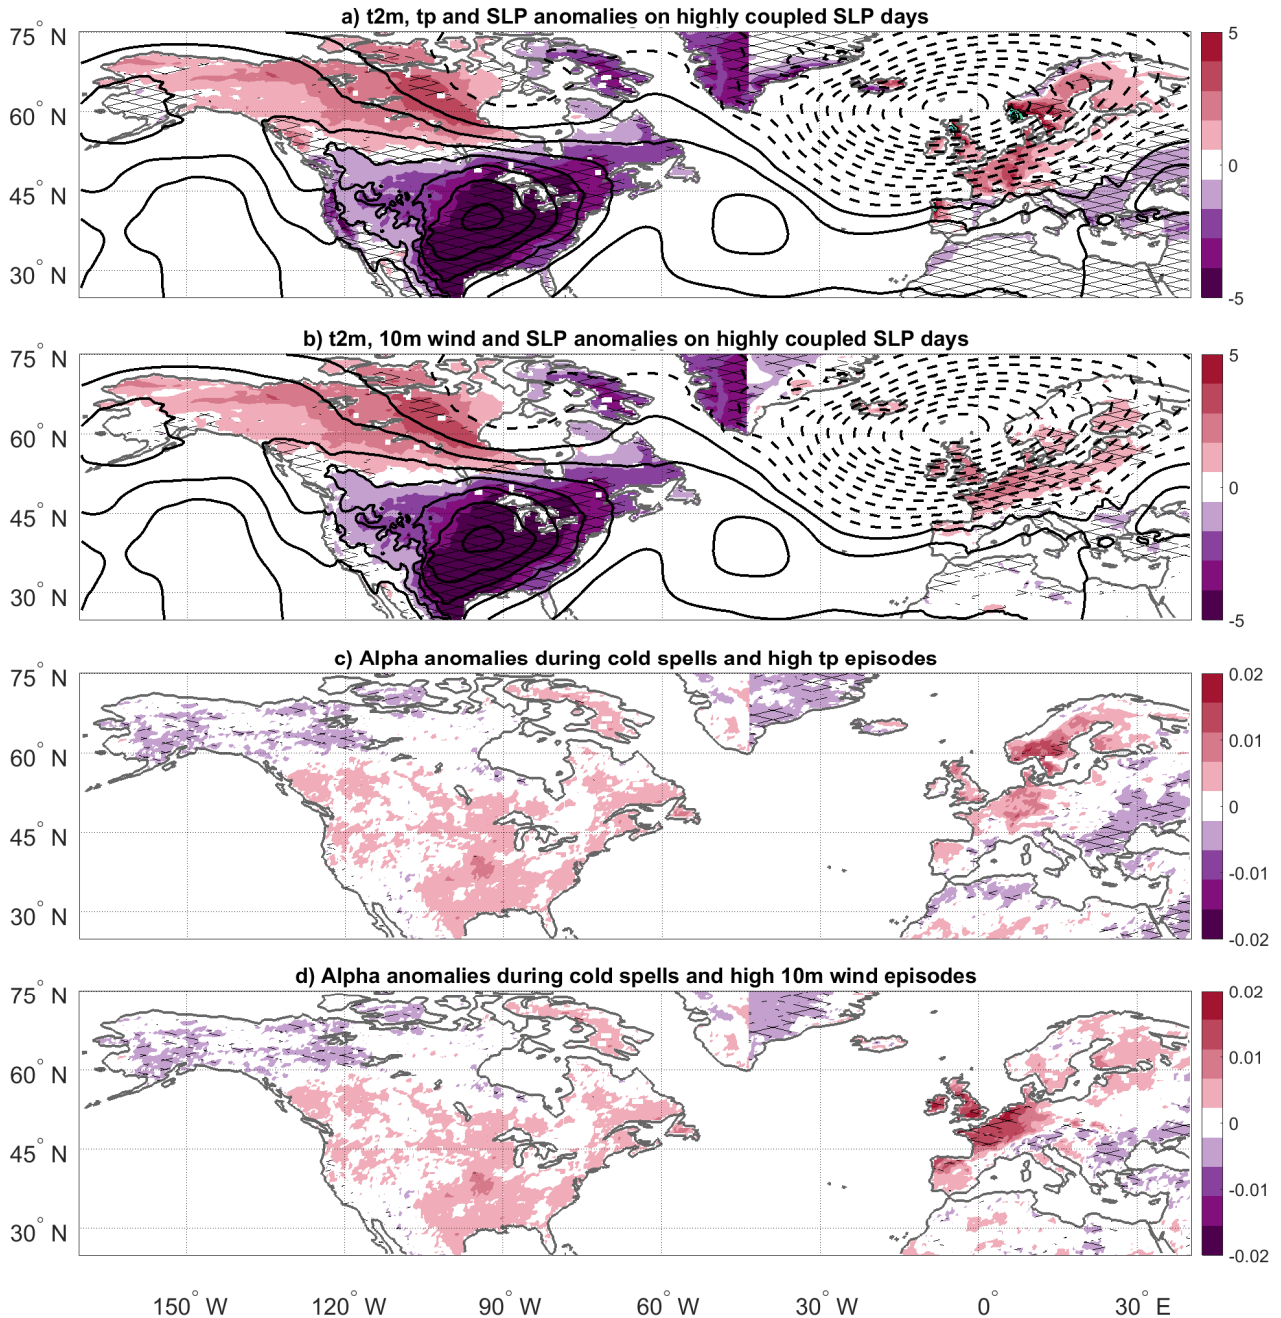 a) t2m, tp and SLP anomalies on highly coupled SLP days
75° N
60° N
45° N
30° N
5
0
-5
b) t2m, 10m wind and SLP anomalies on highly coupled SLP days
75° N
60° N
45° N
30° N
5
0
-5
c) Alpha anomalies during cold spells and high tp episodes
75° N
60° N
45° N
30° N
0.02
0.01
0
-0.01
-0.02
d) Alpha anomalies during cold spells and high 10m wind episodes
75° N
60° N
45° N
30° N
0.02
0.01
0
-0.01
-0.02
150° W 120° W 90° W 60° W 30° W 0° 30° E